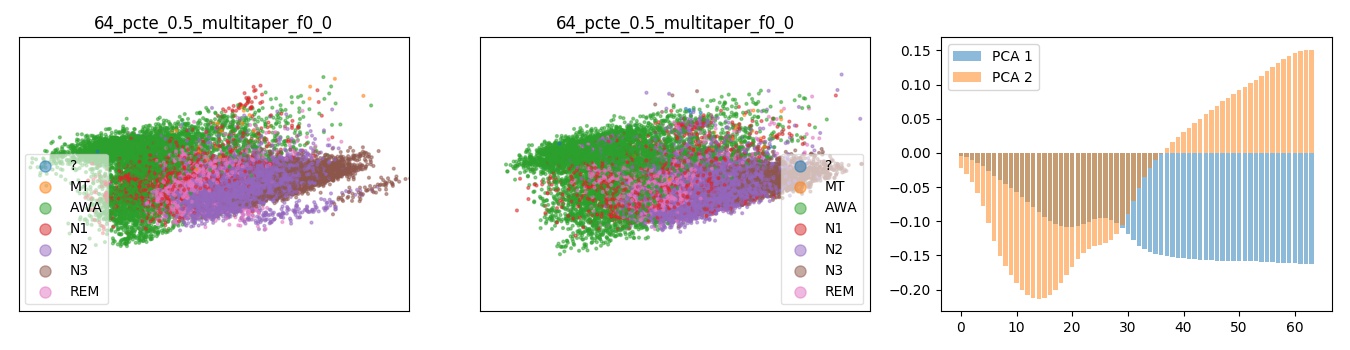 64_pcte_0.5_multitaper_f0_0
?
MT
AWA
N1
N2
N3
REM
64_pcte_0.5_multitaper_f0_0
?
MT
AWA
N1
N2
N3
REM
PCA 1
PCA 2
0.15
0.10
0.05
0.00
−0.05
−0.10
−0.15
−0.20
0 10 20 30 40 50 60